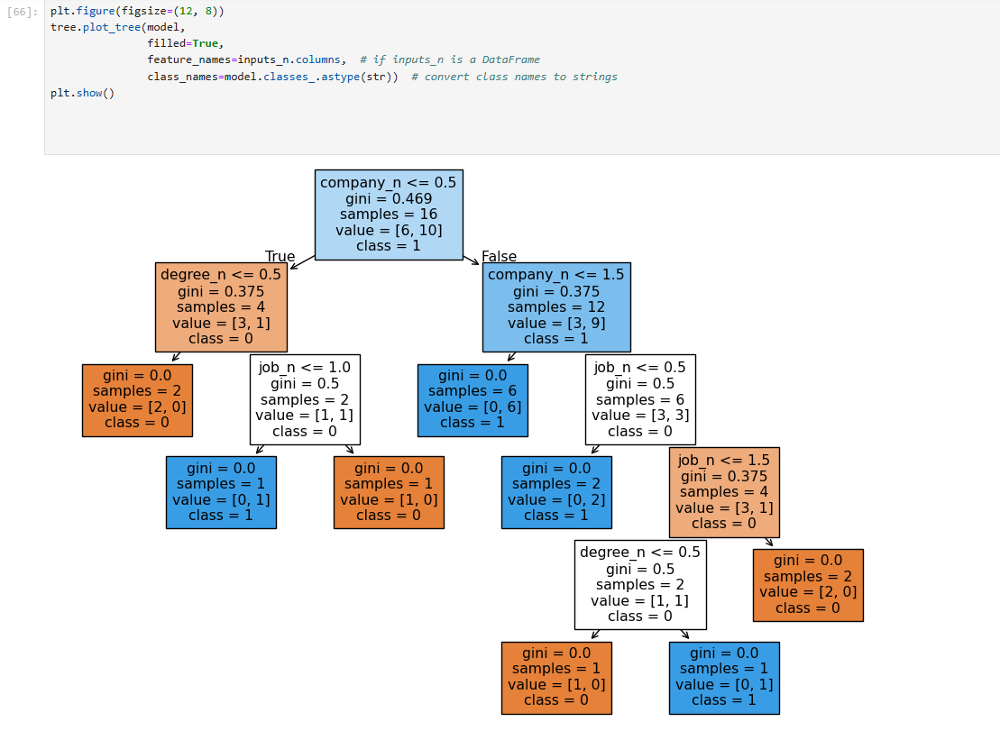 [66]:
plt.figure(figsize=(12, 8))
tree.plot_tree(model,
filled=True,
feature_names=inputs_n.columns,  # if inputs_n is a DataFrame
class_names=model.classes_.astype(str))  # convert class names to strings
plt.show()
company_n <= 0.5
gini = 0.469
samples = 16
value = [6, 10]
class = 1
True
False
degree_n <= 0.5
gini = 0.375
samples = 4
value = [3, 1]
class = 0
company_n <= 1.5
gini = 0.375
samples = 12
value = [3, 9]
class = 1
gini = 0.0
samples = 2
value = [2, 0]
class = 0
job_n <= 1.0
gini = 0.5
samples = 2
value = [1, 1]
class = 0
gini = 0.0
samples = 6
value = [0, 6]
class = 1
job_n <= 0.5
gini = 0.5
samples = 6
value = [3, 3]
class = 0
gini = 0.0
samples = 1
value = [0, 1]
class = 1
gini = 0.0
samples = 1
value = [1, 0]
class = 0
gini = 0.0
samples = 2
value = [0, 2]
class = 1
job_n <= 1.5
gini = 0.375
samples = 4
value = [3, 1]
class = 0
degree_n <= 0.5
gini = 0.5
samples = 2
value = [1, 1]
class = 0
gini = 0.0
samples = 2
value = [2, 0]
class = 0
gini = 0.0
samples = 1
value = [1, 0]
class = 0
gini = 0.0
samples = 1
value = [0, 1]
class = 1